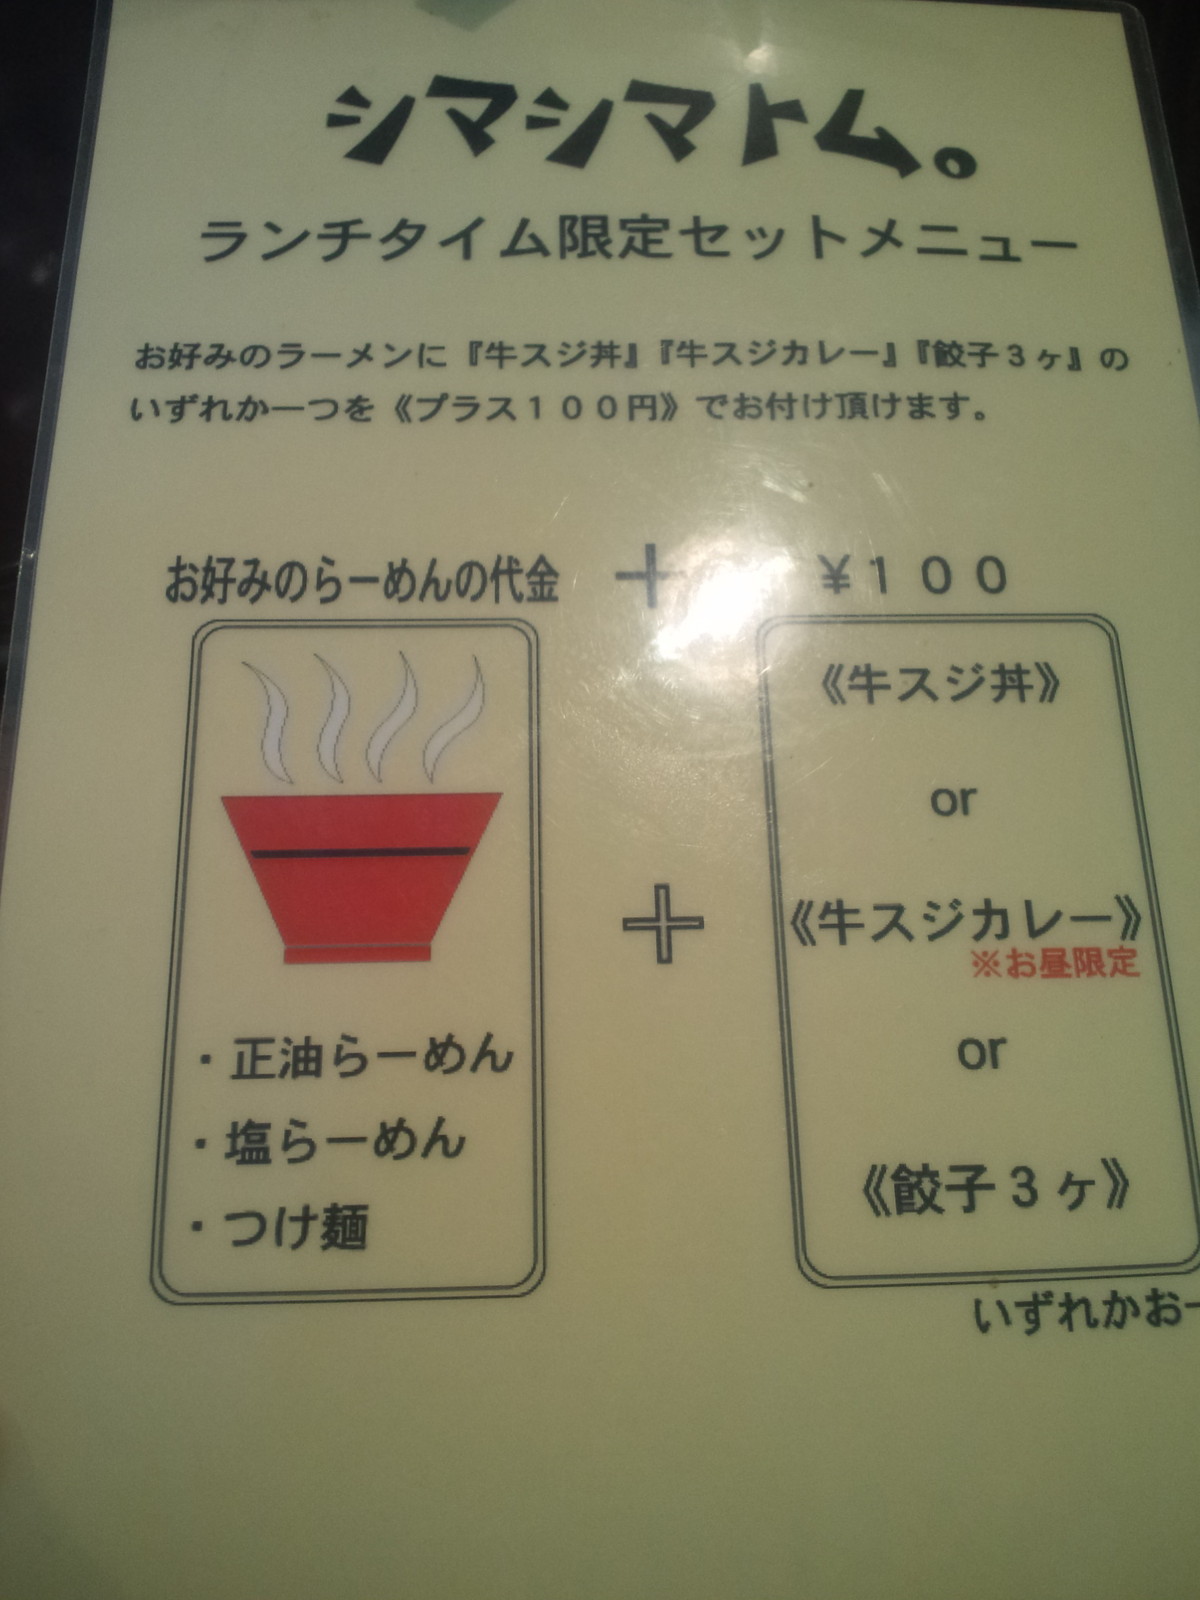 シマシマトム。
ランチタイム限定セットメニュー
お好みのラーメンに『牛スジ丼』『牛スジカレー』『餃子３ヶ』の
いずれか一つを《プラス１００円》でお付け頂けます。
お好みのらーめんの代金 ＋ ¥１００
・正油らーめん
・塩らーめん
・つけ麺
＋
《牛スジ丼》
or
《牛スジカレー》
※お昼限定
or
《餃子３ヶ》
いずれかお一